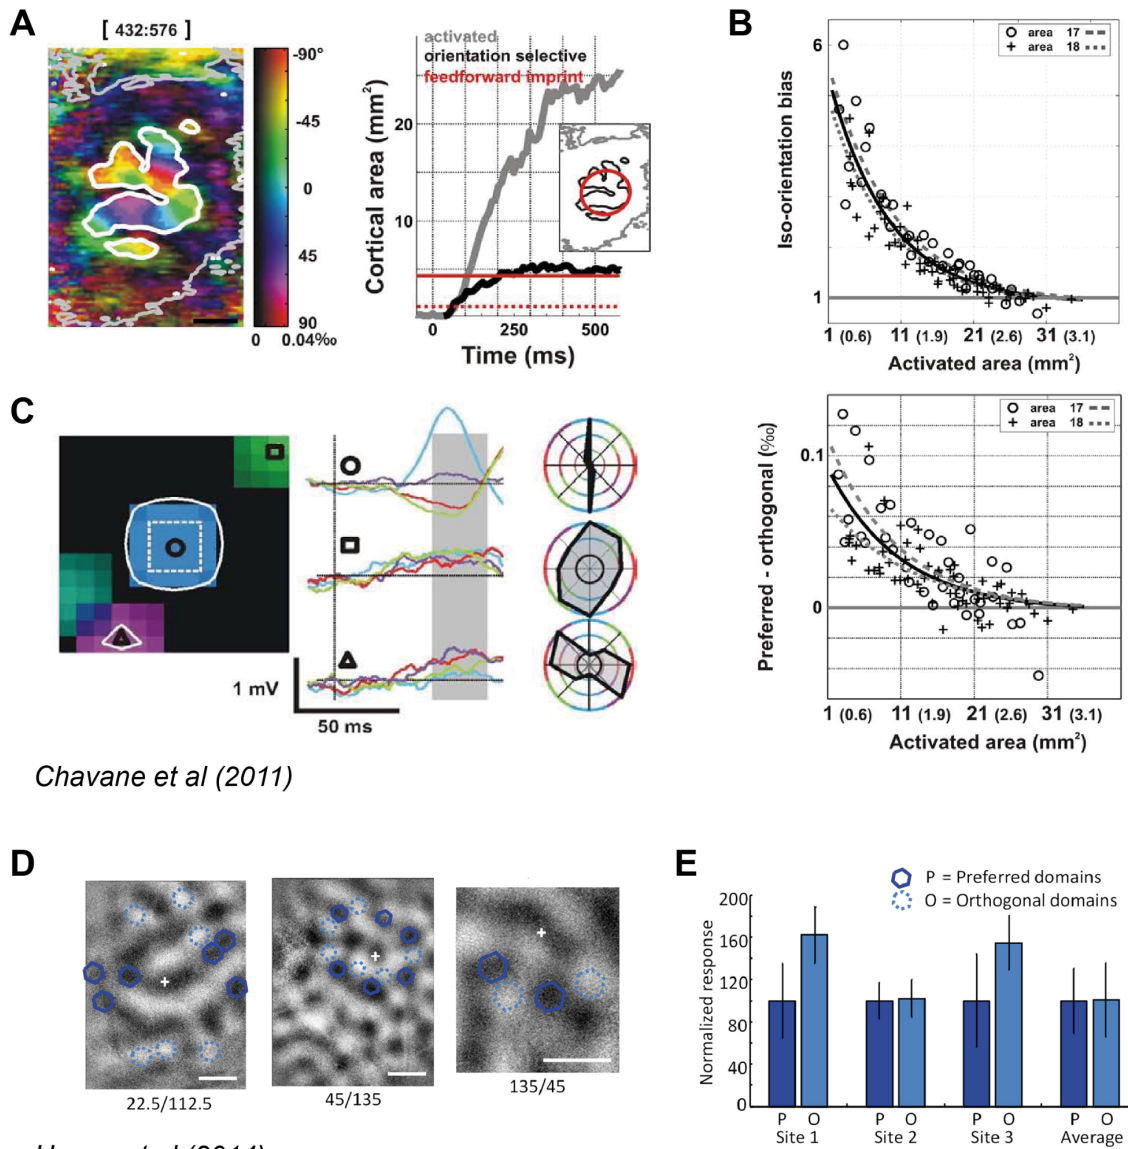 A
[ 432:576 ]
-90°
-45
0
45
90
0 0.04‰
activated
orientation selective
feedforward imprint
Cortical area (mm²)
20
10
0 250 500
Time (ms)
B
area 17
area 18
Iso-orientation bias
6
1
1 (0.6) 11 (1.9) 21 (2.6) 31 (3.1)
Activated area (mm²)
C
1 mV
50 ms
area 17
area 18
Preferred - orthogonal (‰)
0.1
0
1 (0.6) 11 (1.9) 21 (2.6) 31 (3.1)
Activated area (mm²)
Chavane et al (2011)
D
22.5/112.5
45/135
135/45
E
P = Preferred domains
O = Orthogonal domains
Normalized response
200
160
120
80
40
0
P O P O P O P O
Site 1 Site 2 Site 3 Average
(2014)